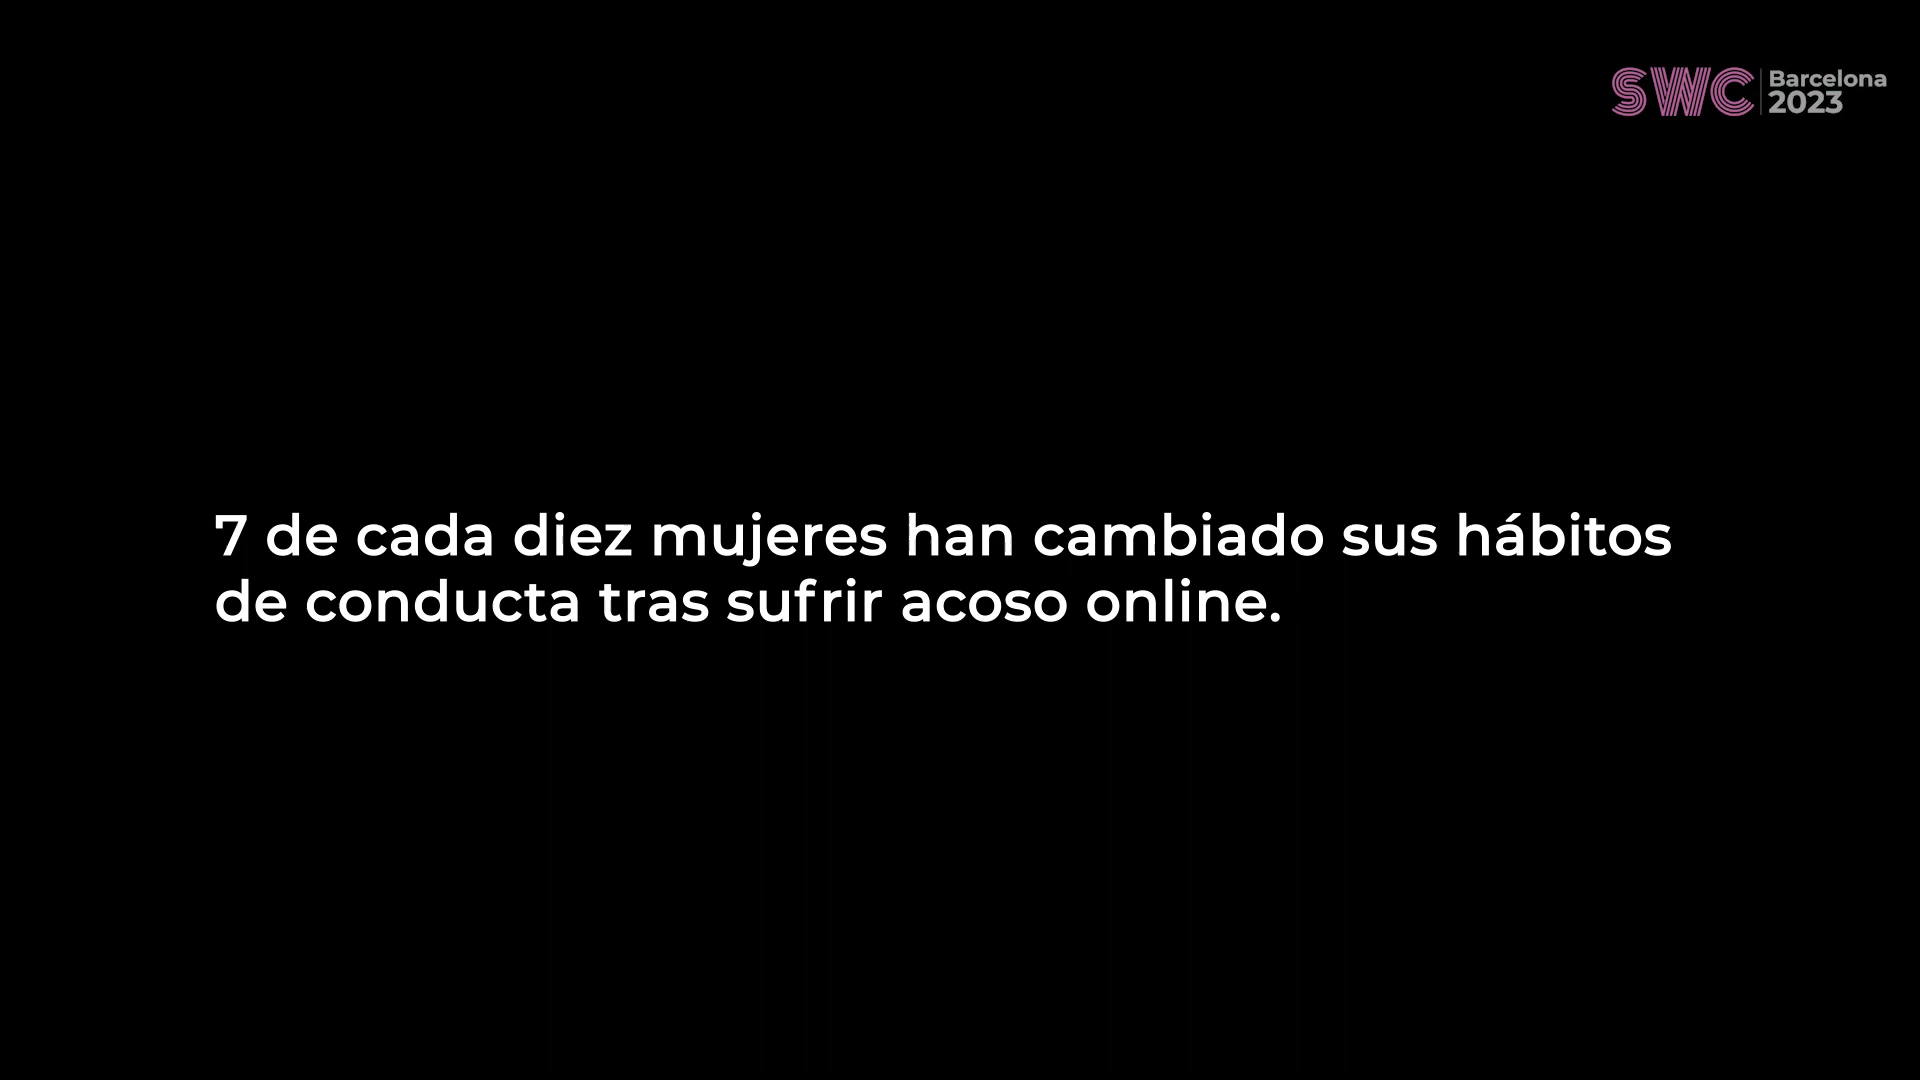 SWC
Barcelona
2023
7 de cada diez mujeres han cambiado sus hábitos
de conducta tras sufrir acoso online.